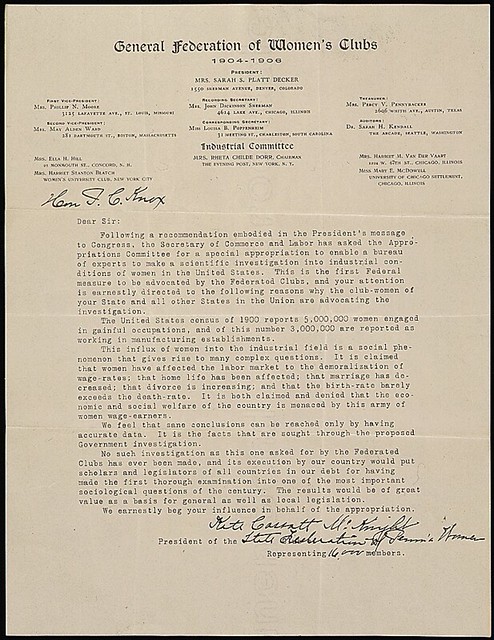 General Federation of Women's Clubs
1904-1906
PRESIDENT:
MRS. SARAH S. PLATT DECKER
1550 SHERMAN AVENUE, DENVER, COLORADO
FIRST VICE-PRESIDENT:
MRS. PHILIP N. MOORE
3125 LAFAYETTE AVE., ST. LOUIS, MISSOURI
SECOND VICE-PRESIDENT:
MRS. MAY ALDEN WARD
281 DARTMOUTH ST., BOSTON, MASSACHUSETTS
RECORDING SECRETARY:
MRS. JOHN DICKINSON SHERMAN
4614 LAKE AVE., CHICAGO, ILLINOIS
CORRESPONDING SECRETARY:
MISS LOUISA B. POPPENHEIM
31 MEETING ST., CHARLESTON, SOUTH CAROLINA
TREASURER:
MRS. PERCY V. PENNYBACKER
AVE., AUSTIN, TEXAS
AUDITOR:
DR. SARAH H. KENDALL
THE ARCADE, SEATTLE, WASHINGTON
Industrial Committee
MRS. RHETA CHILDE DORR, CHAIRMAN
THE EVENING POST, NEW YORK, N. Y.
MRS. ELLA H. HILL
MONMOUTH ST., CONCORD, N. H.
MRS. HARRIET STANTON BLATCH
WOMEN'S UNIVERSITY CLUB, NEW YORK CITY
MRS. HARRIET M. VAN DER VAART
W. 67TH ST., CHICAGO, ILLINOIS
MISS MARY E. MCDOWELL
UNIVERSITY OF CHICAGO SETTLEMENT,
CHICAGO, ILLINOIS
Hon P. C. Knox
Dear Sir:
Following a recommendation embodied in the President's message
to Congress, the Secretary of Commerce and Labor has asked the Appro-
priations Committee for a special appropriation to enable a bureau
of experts to make a scientific investigation into industrial con-
ditions of women in the United States. This is the first Federal
measure to be advocated by the Federated Clubs, and your attention
is earnestly directed to the following reasons why the club-women of
your State and all other States in the Union are advocating the
investigation.
The United States census of 1900 reports 5,000,000 women engaged
in gainful occupations, and of this number 3,000,000 are reported as
working in manufacturing establishments.
This influx of women into the industrial field is a social phe-
nomenon that gives rise to many complex questions. It is claimed
that women have affected the labor market to the demoralization of
wage-rates; that home life has been affected; that marriage has de-
creased; that divorce is increasing; and that the birth-rate barely
exceeds the death-rate. It is both claimed and denied that the eco-
nomic and social welfare of the country is menaced by this army of
women wage-earners.
We feel that sane conclusions can be reached only by having
accurate data. It is the facts that are sought through the proposed
Government investigation.
No such investigation as this one asked for by the Federated
Clubs has ever been made, and its execution by our country would put
scholars and legislators of all countries in our debt for having
made the first thorough examination into one of the most important
sociological questions of the century. The results would be of great
value as a basis for general as well as local legislation.
We earnestly beg your influence in behalf of the appropriation.
Kate Cassatt McKnight
President of the State Federation of Penn'a Women
Representing 16,000 members.